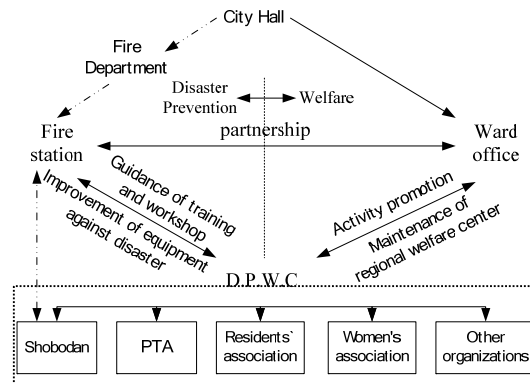 City Hall
Fire
Department
Disaster
Prevention
Welfare
partnership
Fire
station
Ward
office
Guidance of training
and workshop
Improvement of equipment
against disaster
Activity promotion
Maintenance of
regional welfare center
D.P.W.C
Shobodan
PTA
Residents`
association
Women's
association
Other
organizations